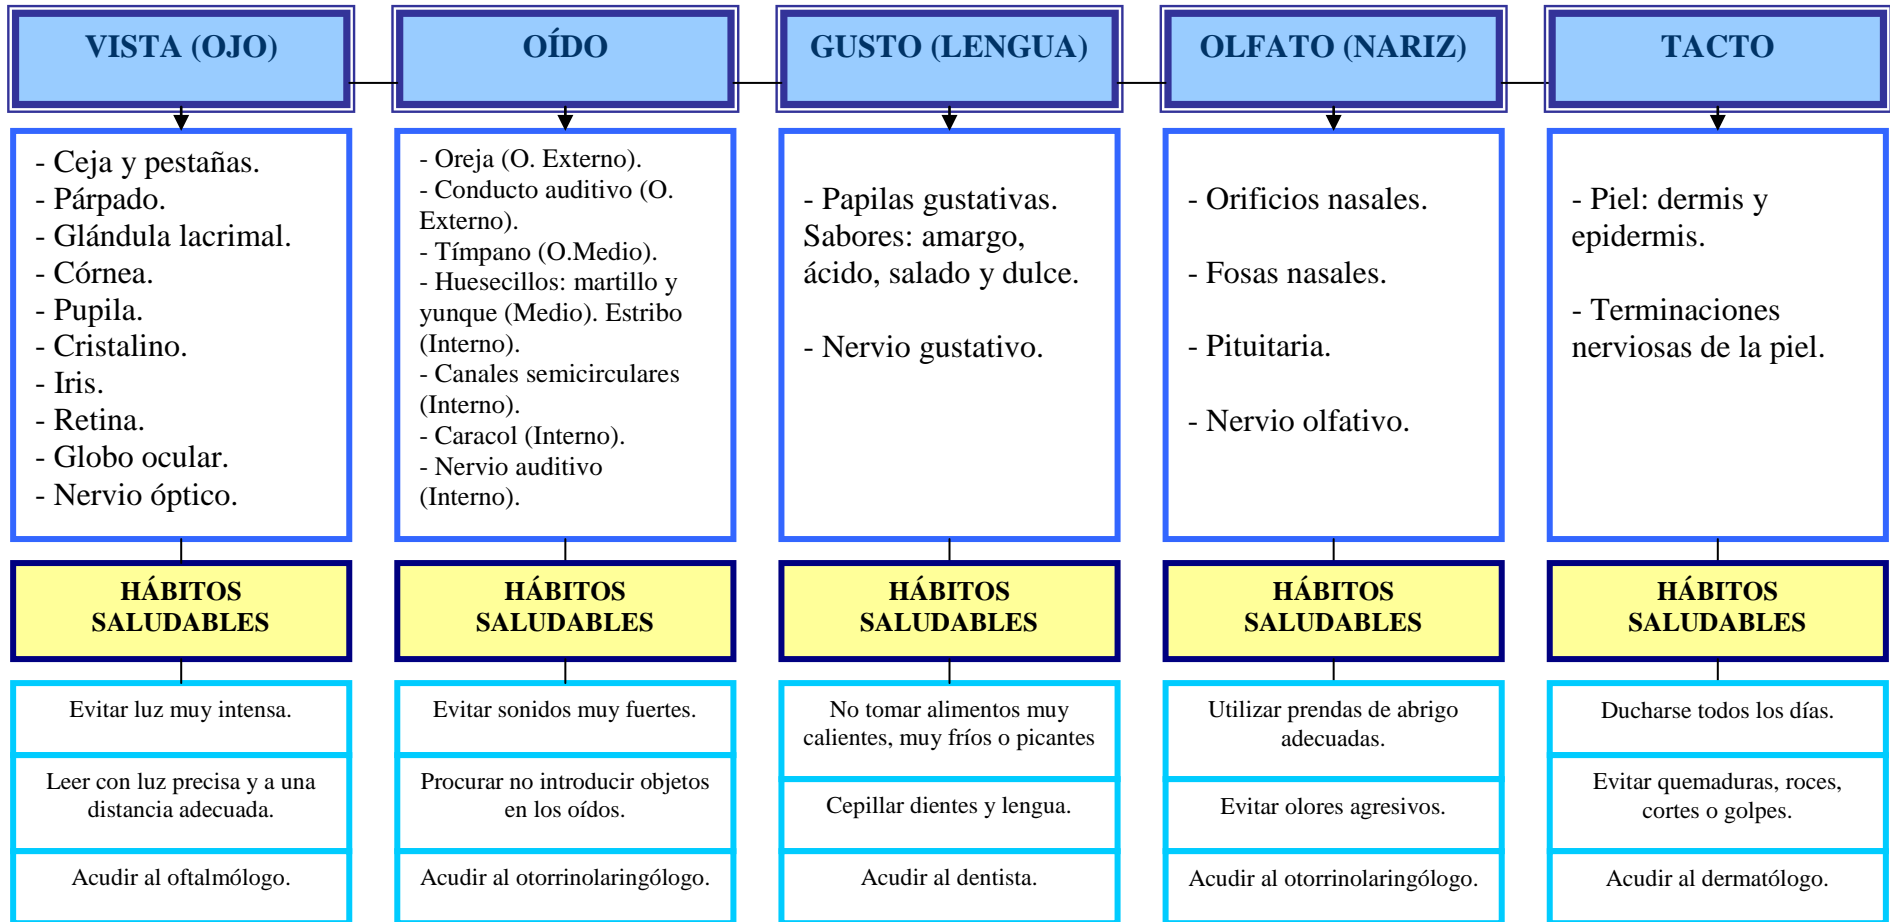 VISTA (OJO)
OÍDO
GUSTO (LENGUA)
OLFATO (NARIZ)
TACTO
- Ceja y pestañas.
- Párpado.
- Glándula lacrimal.
- Córnea.
- Pupila.
- Cristalino.
- Iris.
- Retina.
- Globo ocular.
- Nervio óptico.
- Oreja (O. Externo).
- Conducto auditivo (O.
Externo).
- Tímpano (O.Medio).
- Huesecillos: martillo y
yunque (Medio). Estribo
(Interno).
- Canales semicirculares
(Interno).
- Caracol (Interno).
- Nervio auditivo
(Interno).
- Papilas gustativas.
Sabores: amargo,
ácido, salado y dulce.
- Nervio gustativo.
- Orificios nasales.
- Fosas nasales.
- Pituitaria.
- Nervio olfativo.
- Piel: dermis y
epidermis.
- Terminaciones
nerviosas de la piel.
HÁBITOS
SALUDABLES
HÁBITOS
SALUDABLES
HÁBITOS
SALUDABLES
HÁBITOS
SALUDABLES
HÁBITOS
SALUDABLES
Evitar luz muy intensa.
Leer con luz precisa y a una
distancia adecuada.
Acudir al oftalmólogo.
Evitar sonidos muy fuertes.
Procurar no introducir objetos
en los oídos.
Acudir al otorrinolaringólogo.
No tomar alimentos muy
calientes, muy fríos o picantes
Cepillar dientes y lengua.
Acudir al dentista.
Utilizar prendas de abrigo
adecuadas.
Evitar olores agresivos.
Acudir al otorrinolaringólogo.
Ducharse todos los días.
Evitar quemaduras, roces,
cortes o golpes.
Acudir al dermatólogo.